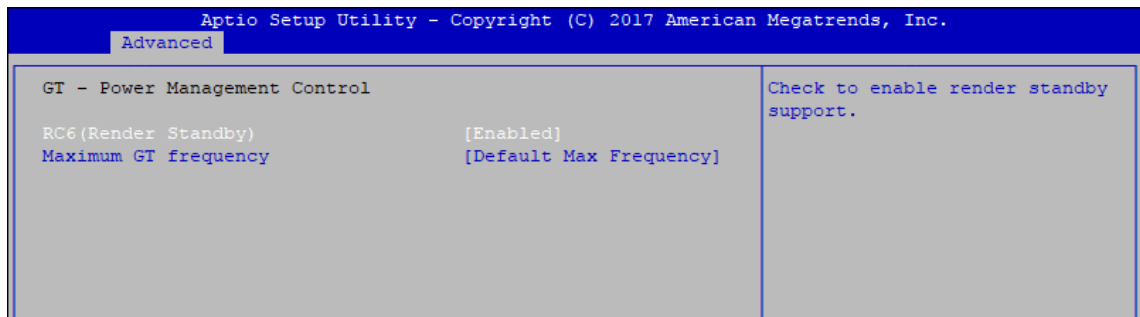 Aptio Setup Utility - Copyright (C) 2017 American Megatrends, Inc.
Advanced
GT - Power Management Control
RC6(Render Standby) [Enabled]
Maximum GT frequency [Default Max Frequency]
Check to enable render standby
support.